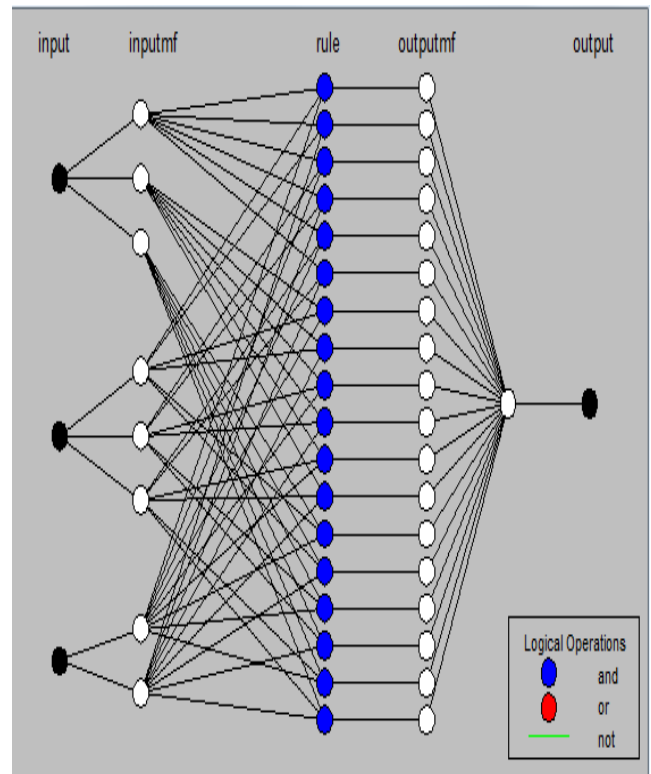 input inputmf rule outputmf output
Logical Operations
and
or
not